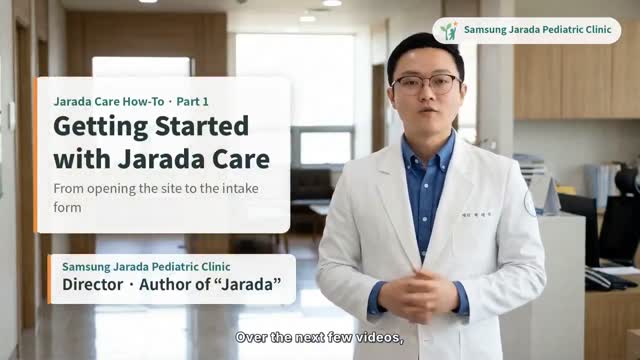 Samsung Jarada Pediatric Clinic
Jarada Care How-To · Part 1
Getting Started
with Jarada Care
From opening the site to the intake
form
Samsung Jarada Pediatric Clinic
Director · Author of “Jarada”
Over the next few videos,